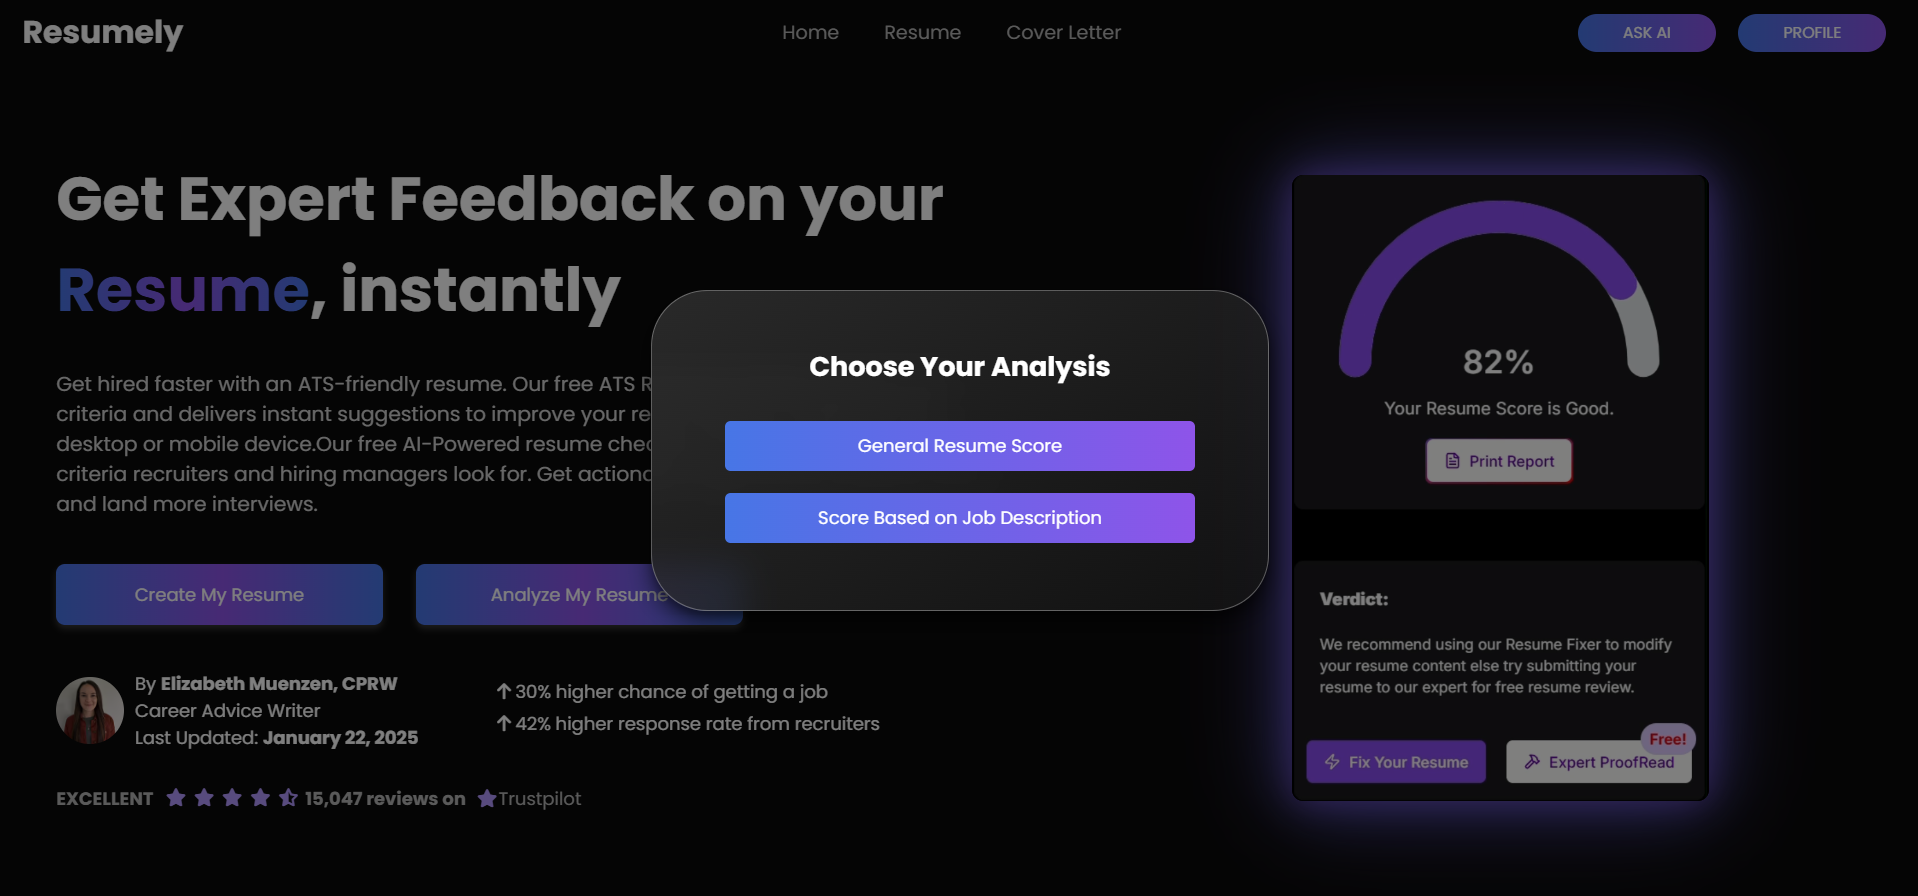 Resumely
Home
Resume
Cover Letter
ASK AI
PROFILE
Get Expert Feedback on your
Resume, instantly
Get hired faster with an ATS-friendly resume. Our free ATS R
criteria and delivers instant suggestions to improve your re
desktop or mobile device.Our free AI-Powered resume chec
criteria recruiters and hiring managers look for. Get actiona
and land more interviews.
Create My Resume
Analyze My Resume
By Elizabeth Muenzen, CPRW
Career Advice Writer
Last Updated: January 22, 2025
30% higher chance of getting a job
42% higher response rate from recruiters
EXCELLENT
15,047 reviews on
Trustpilot
Choose Your Analysis
General Resume Score
Score Based on Job Description
82%
Your Resume Score is Good.
Print Report
Verdict:
We recommend using our Resume Fixer to modify
your resume content else try submitting your
resume to our expert for free resume review.
Free!
Fix Your Resume
Expert ProofRead